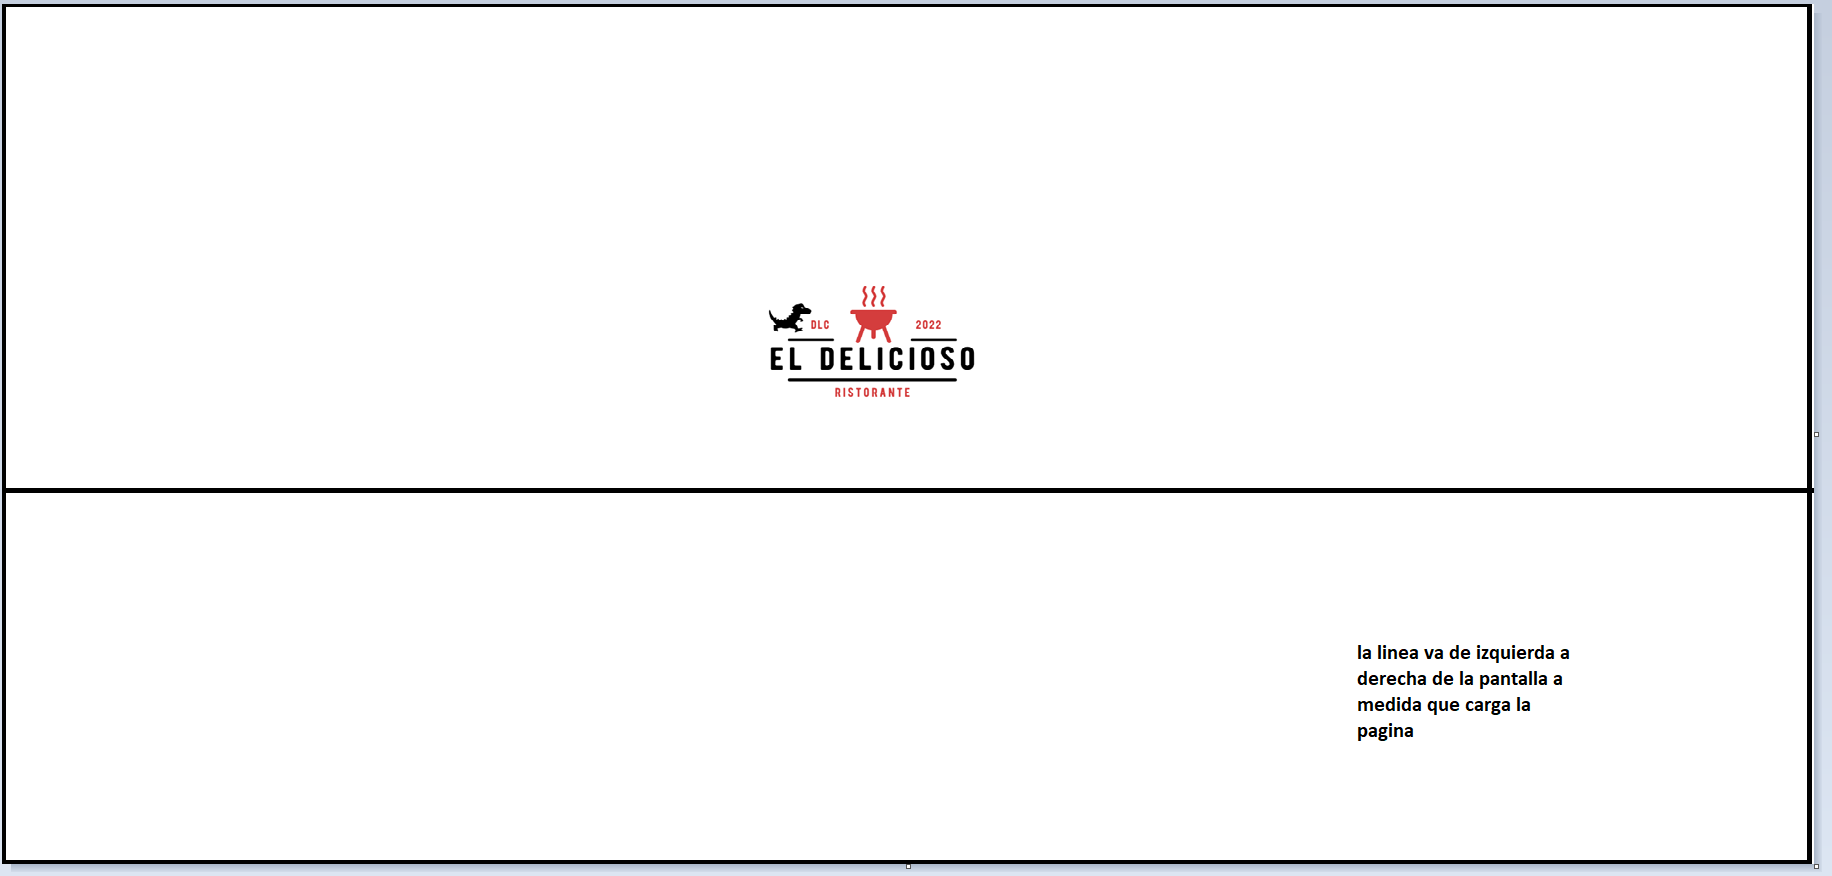 DLC 2022
EL DELICIOSO
RISTORANTE
la linea va de izquierda a
derecha de la pantalla a
medida que carga la
pagina